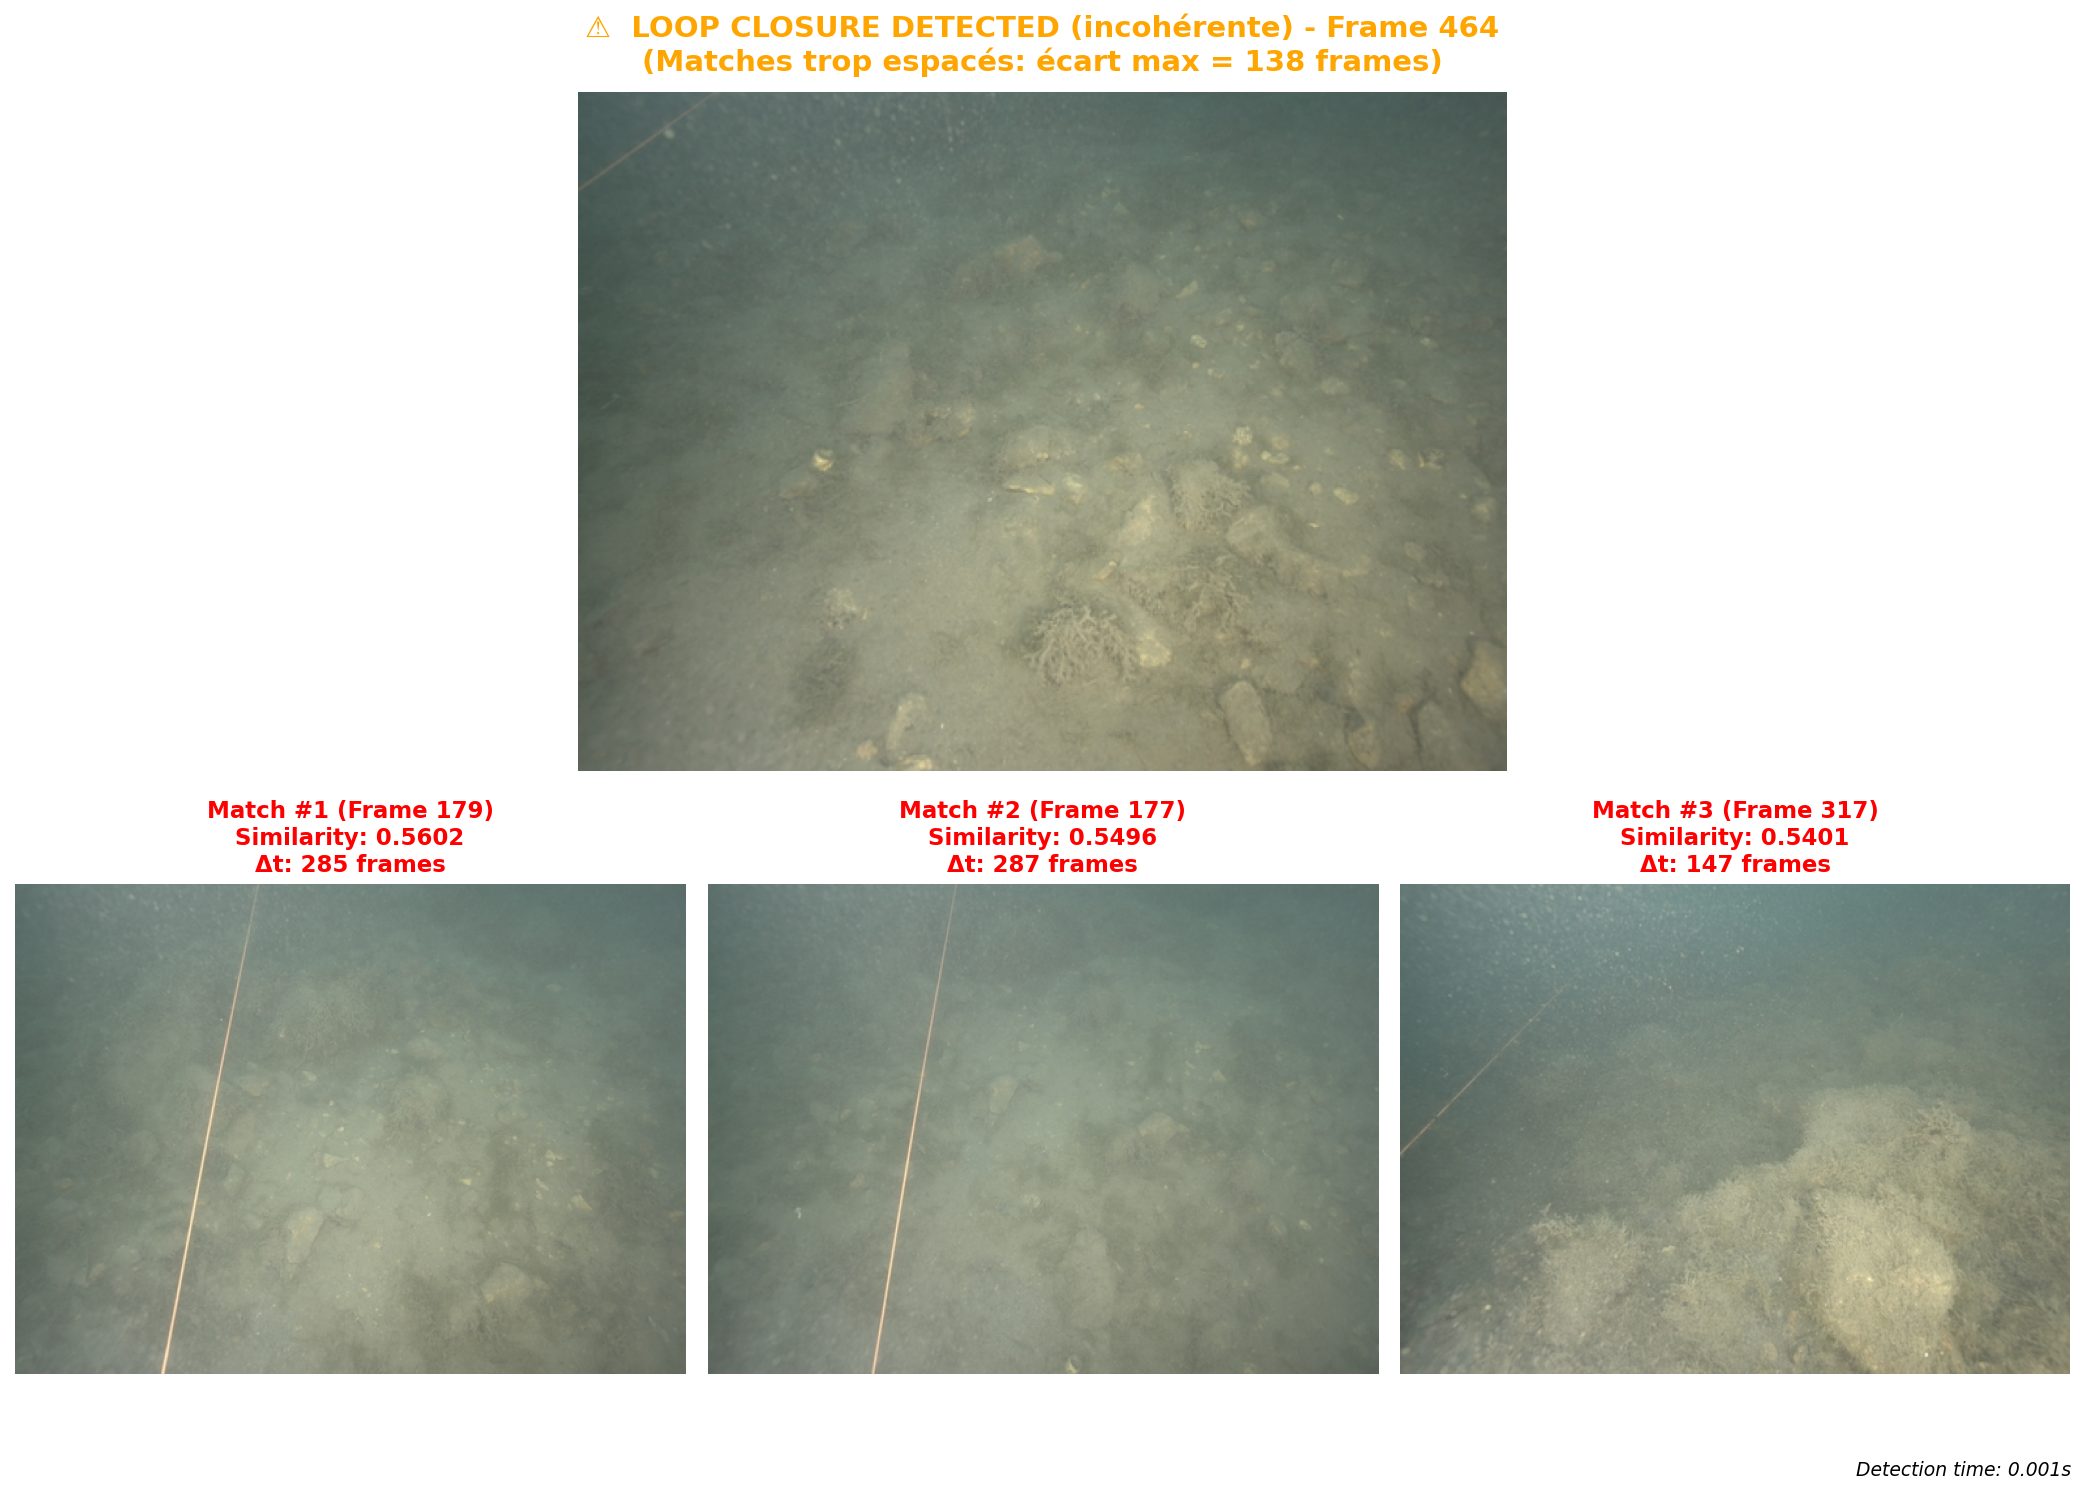 ⚠ LOOP CLOSURE DETECTED (incohérente) - Frame 464
(Matches trop espacés: écart max = 138 frames)
Match #1 (Frame 179)
Similarity: 0.5602
Δt: 285 frames
Match #2 (Frame 177)
Similarity: 0.5496
Δt: 287 frames
Match #3 (Frame 317)
Similarity: 0.5401
Δt: 147 frames
Detection time: 0.001s